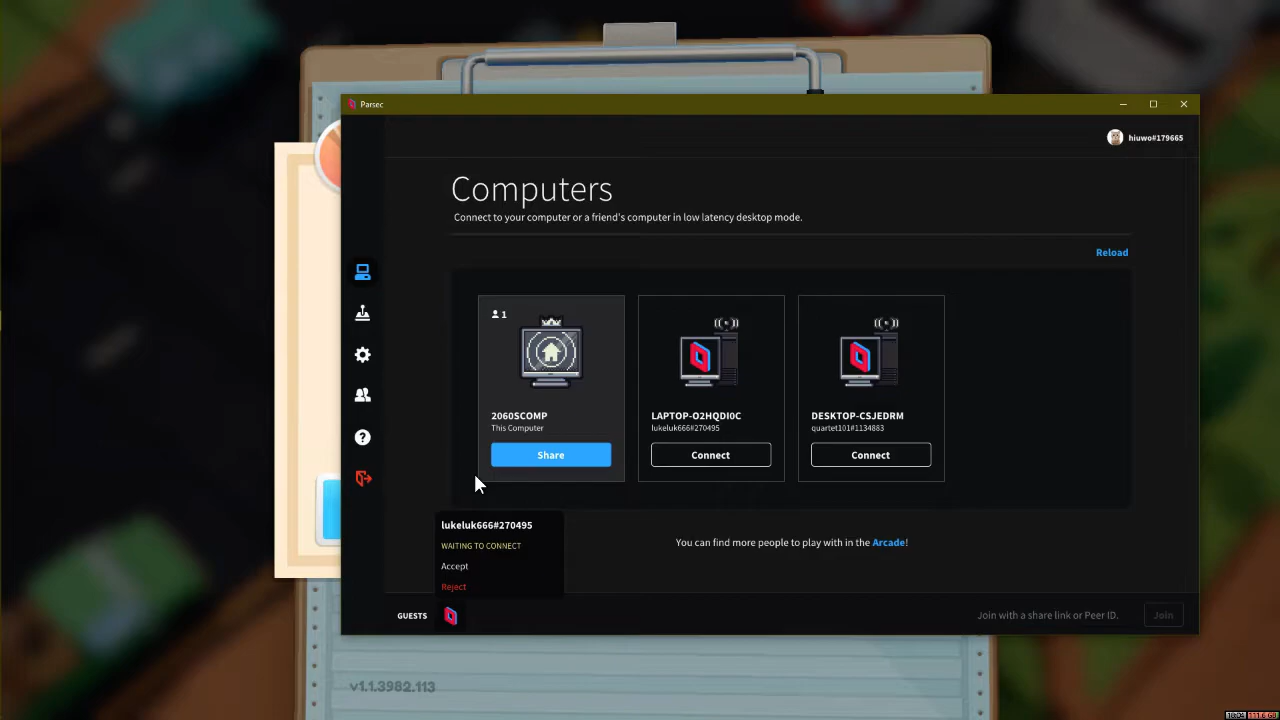 Parsec
hiuwo#179665
Computers
Connect to your computer or a friend's computer in low latency desktop mode.
Reload
1
2060SCOMP
This Computer
Share
LAPTOP-O2HQDI0C
lukeluk666#270495
Connect
DESKTOP-CSJEDRM
quartet101#1134883
Connect
lukeluk666#270495
WAITING TO CONNECT
Accept
Reject
You can find more people to play with in the Arcade!
GUESTS
Join with a share link or Peer ID.
Join
v1.1.3982.113